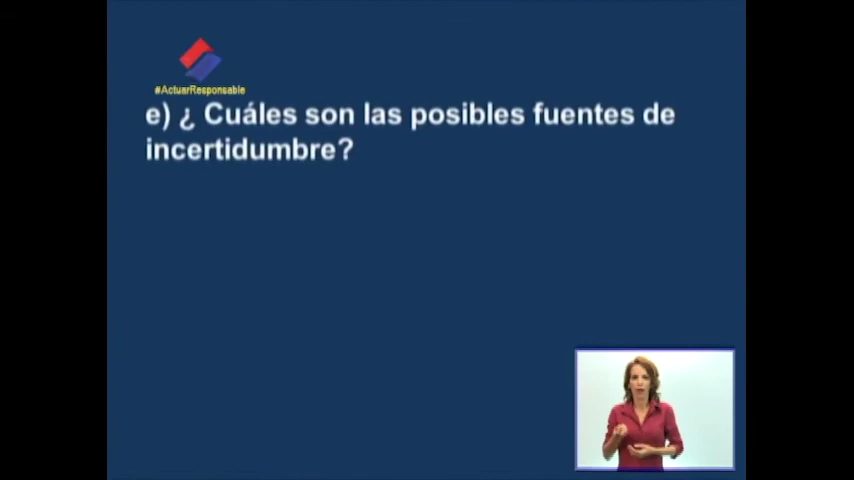 #ActuarResponsable
e) ¿ Cuáles son las posibles fuentes de
incertidumbre?